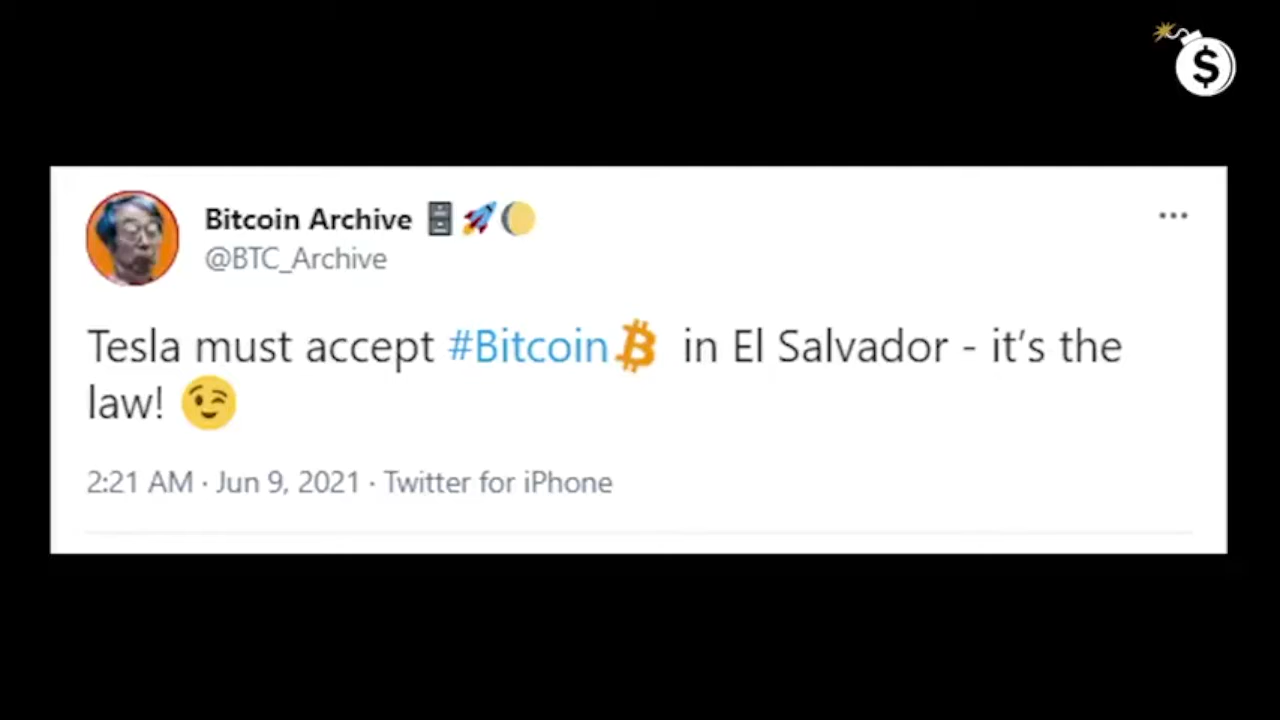 $
Bitcoin Archive 🗄️🚀🌔
@BTC_Archive
Tesla must accept #Bitcoin₿ in El Salvador - it’s the
law! 😉
2:21 AM · Jun 9, 2021 · Twitter for iPhone